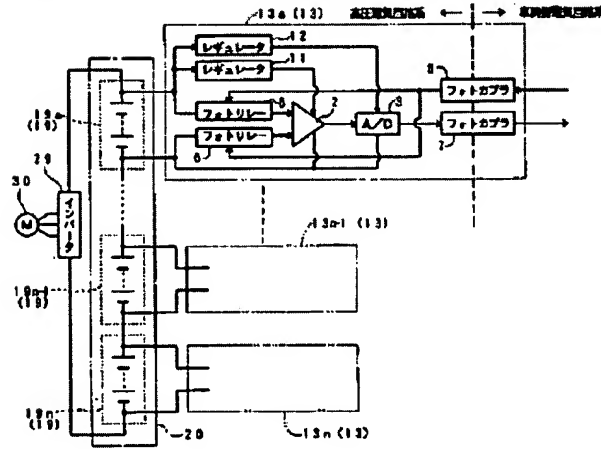 13a (13)
高圧電気回路系
車両側電気回路系
レギュレータ
12
レギュレータ
11
フォトリレー
6
フォトリレー
6
2
A/D
3
フォトカプラ
8
フォトカプラ
7
19a
(19)
29
30
M
インバータ
13n-1 (13)
19n-1
(19)
19n
(19)
20
13n (13)